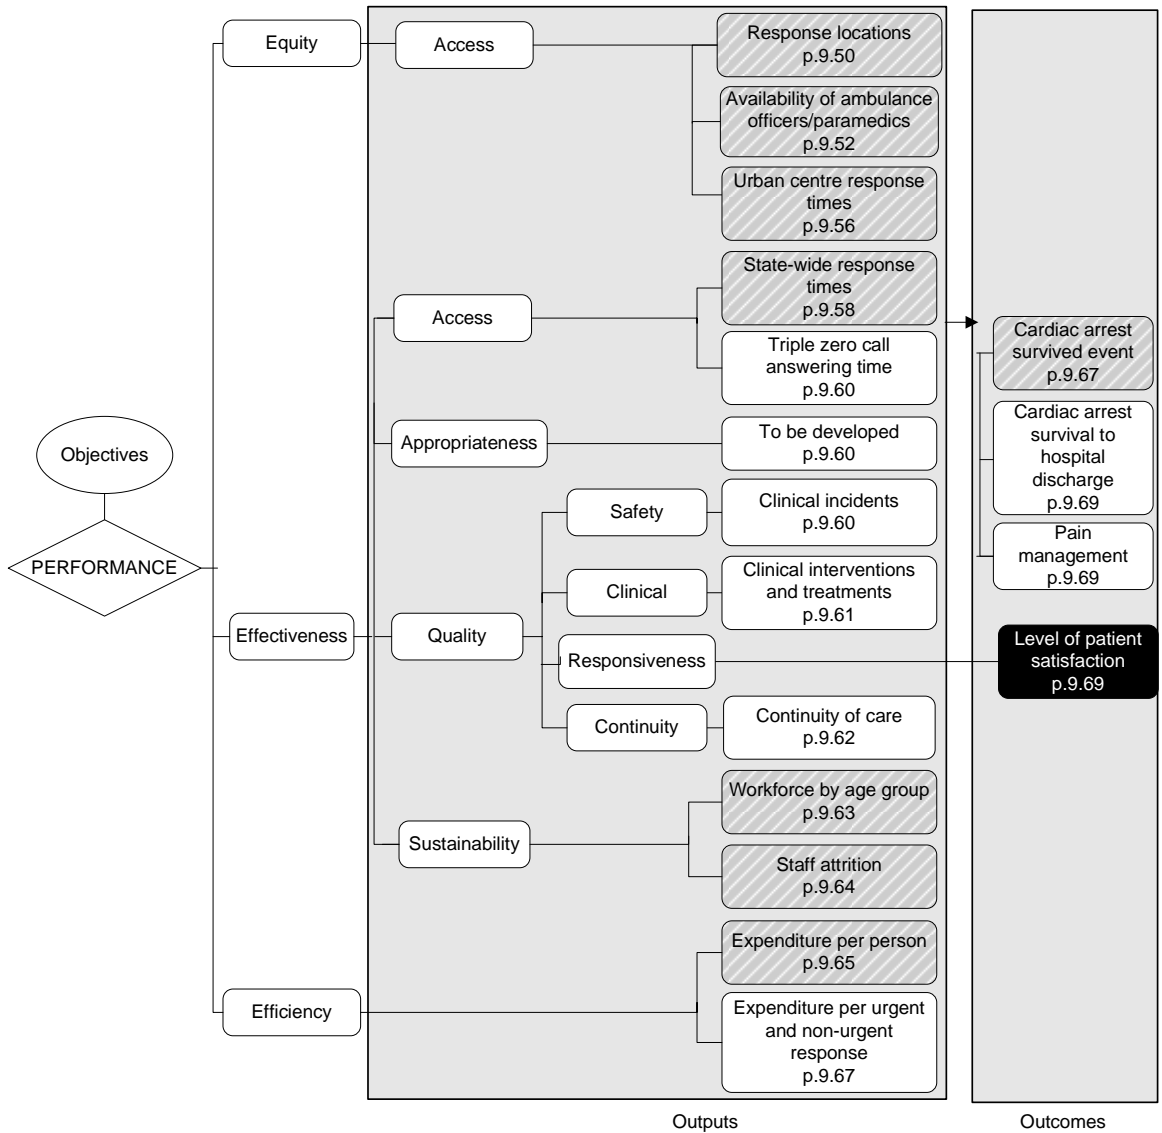 Objectives
PERFORMANCE
Equity
Access
Response locations
p.9.50
Availability of ambulance
officers/paramedics
p.9.52
Urban centre response
times
p.9.56
Effectiveness
Access
State-wide response
times
p.9.58
Triple zero call
answering time
p.9.60
Appropriateness
To be developed
p.9.60
Quality
Safety
Clinical incidents
p.9.60
Clinical
Clinical interventions
and treatments
p.9.61
Responsiveness
Continuity
Continuity of care
p.9.62
Sustainability
Workforce by age group
p.9.63
Staff attrition
p.9.64
Efficiency
Expenditure per person
p.9.65
Expenditure per urgent
and non-urgent
response
p.9.67
Cardiac arrest
survived event
p.9.67
Cardiac arrest
survival to
hospital
discharge
p.9.69
Pain
management
p.9.69
Level of patient
satisfaction
p.9.69
Outputs
Outcomes